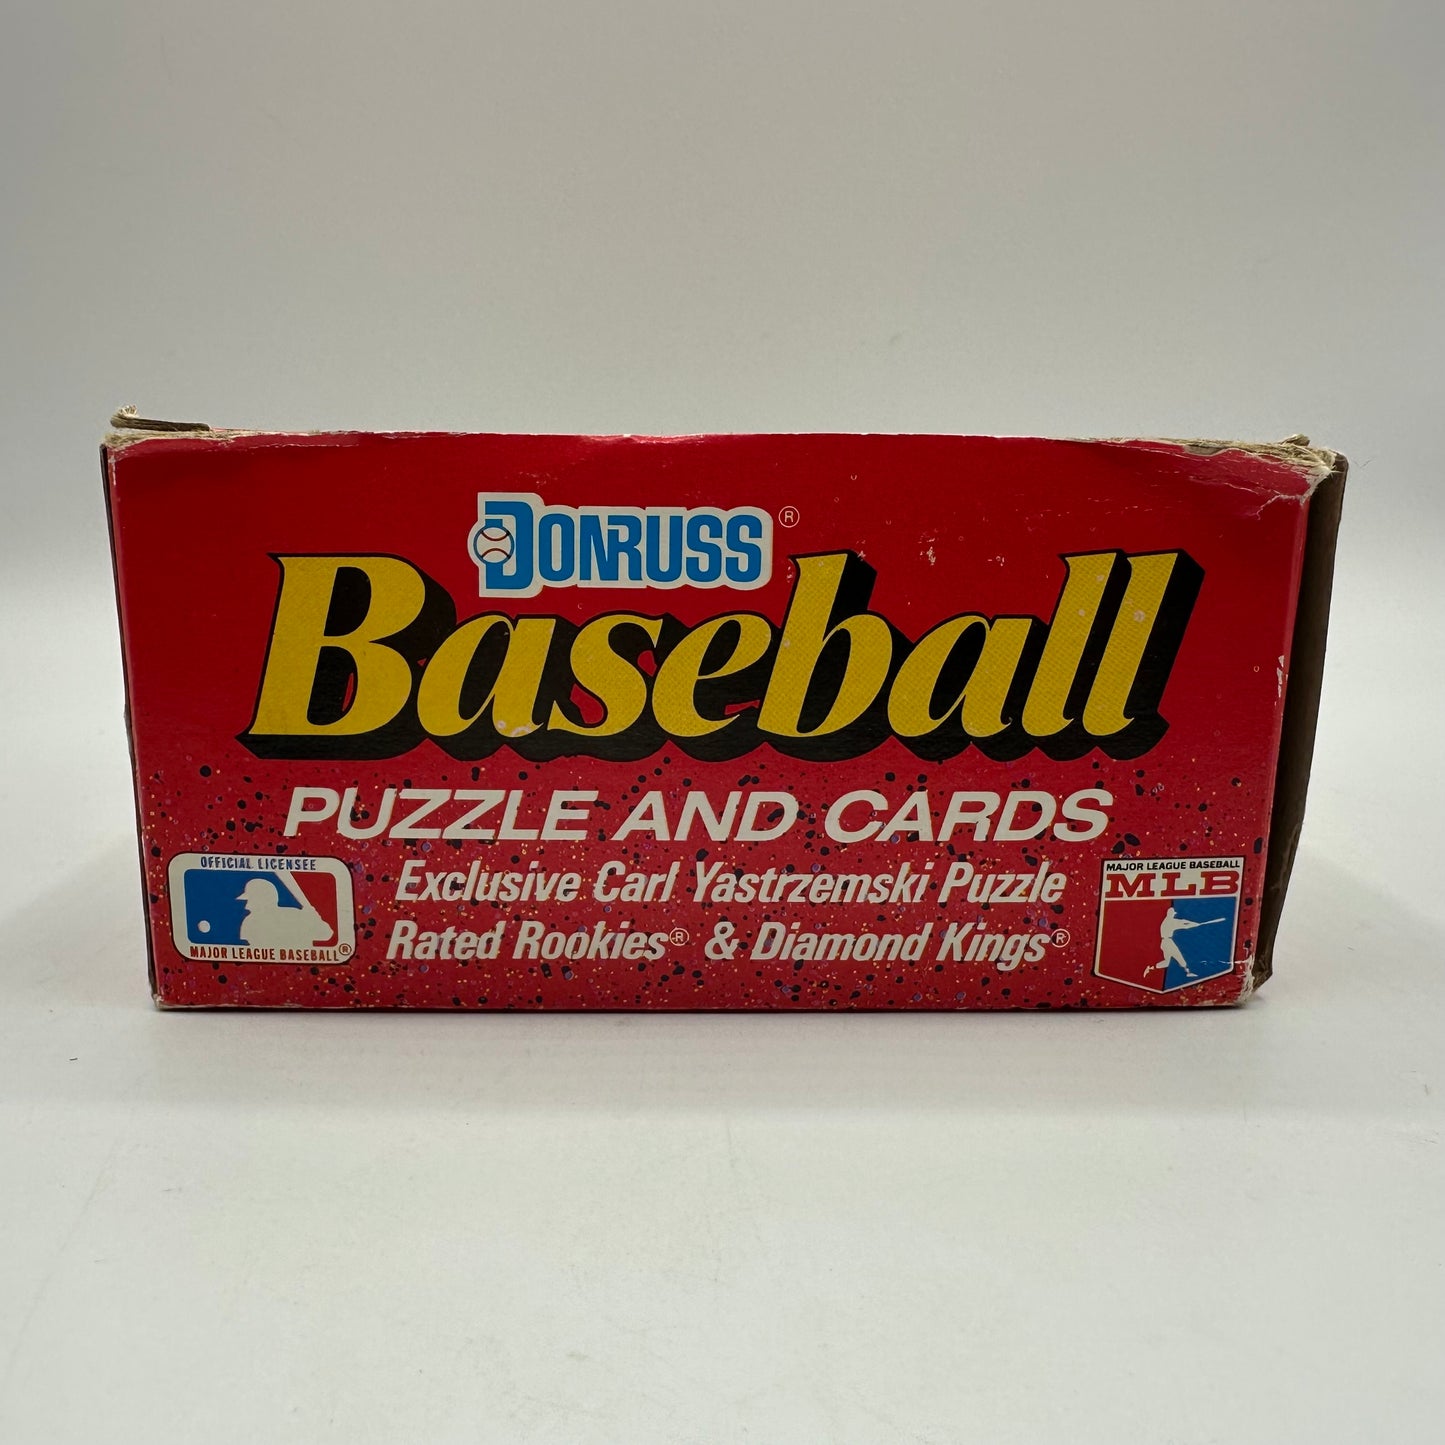 DONRUSS ®
Baseball
PUZZLE AND CARDS
Exclusive Carl Yastrzemski Puzzle
Rated Rookies® & Diamond Kings®
OFFICIAL LICENSEE
MAJOR LEAGUE BASEBALL®
MAJOR LEAGUE BASEBALL
MLB